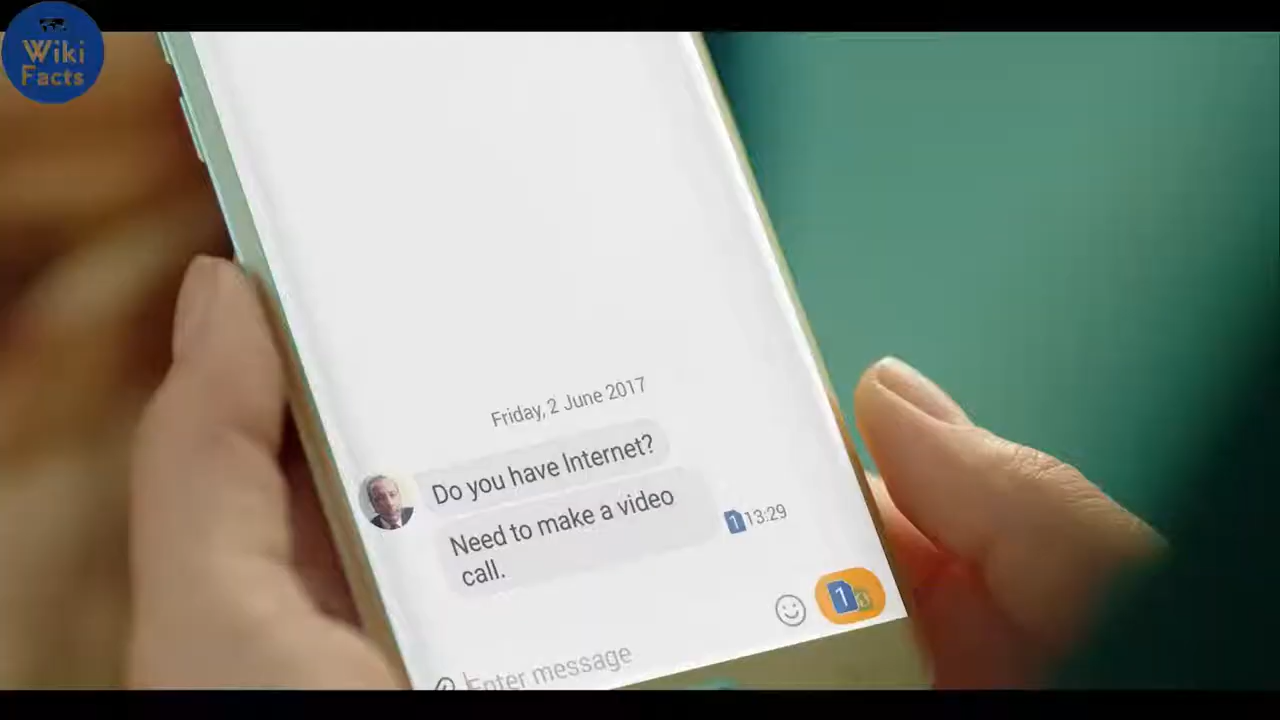 Wiki
Facts
Friday, 2 June 2017
Do you have Internet?
Need to make a video
call.
1 13:29
1
Enter message